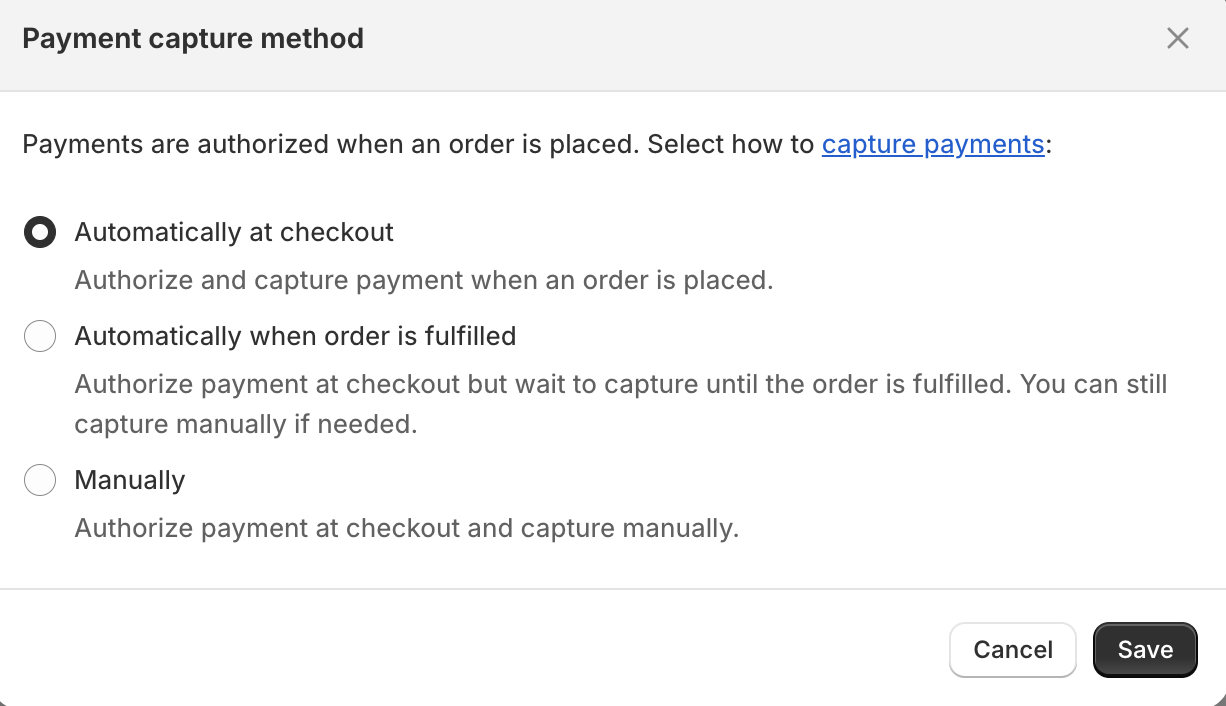 Payment capture method
Payments are authorized when an order is placed. Select how to capture payments:
Automatically at checkout
Authorize and capture payment when an order is placed.
Automatically when order is fulfilled
Authorize payment at checkout but wait to capture until the order is fulfilled. You can still
capture manually if needed.
Manually
Authorize payment at checkout and capture manually.
Cancel
Save